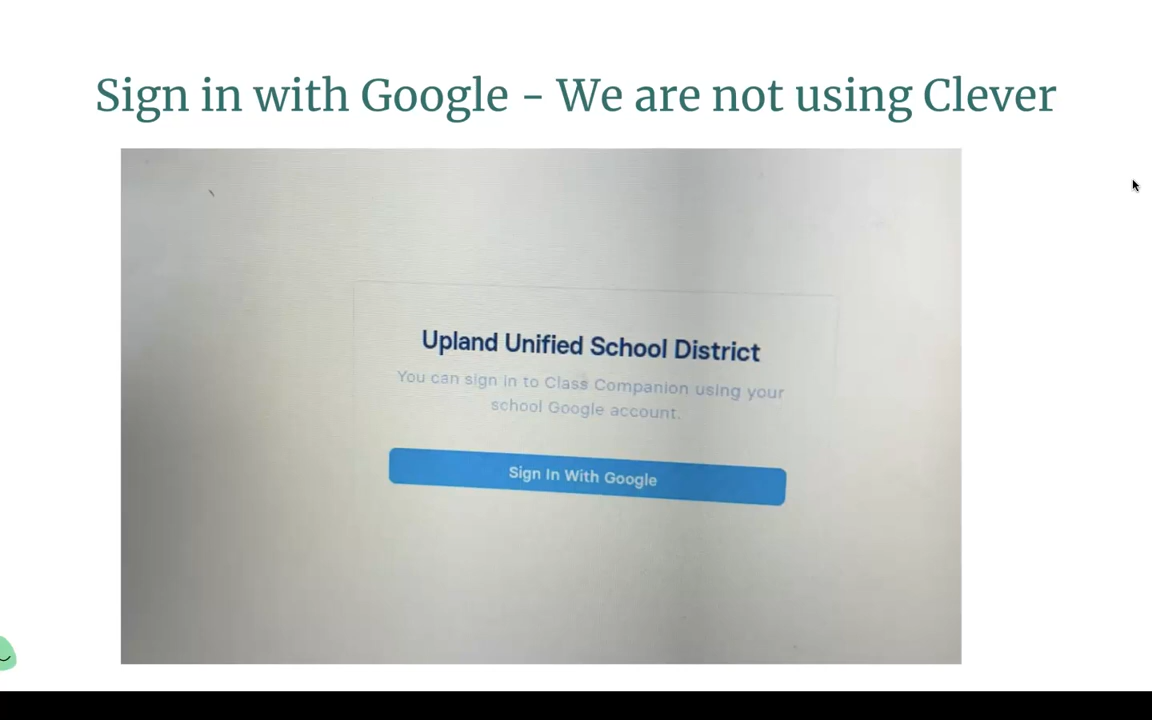 Sign in with Google - We are not using Clever
Upland Unified School District
You can sign in to Class Companion using your
school Google account.
Sign In With Google